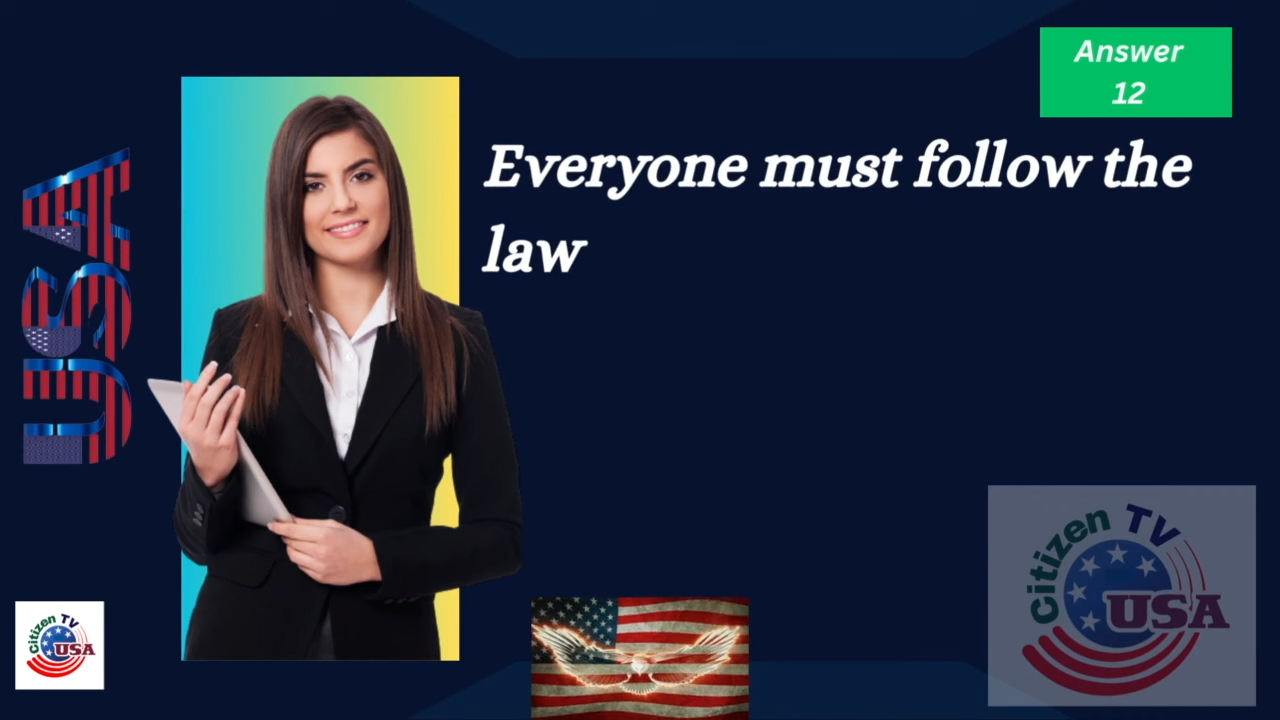 Answer
12
Everyone must follow the
law
USA
Citizen TV
USA
Citizen TV
USA